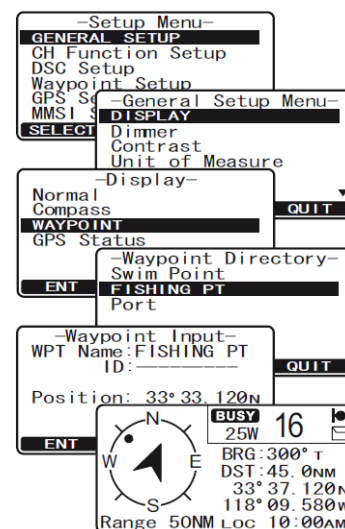 -Setup Menu-
GENERAL SETUP
CH Function Setup
DSC Setup
Waypoint Setup
GPS Se
MMSI S
SELECT
-General Setup Menu-
DISPLAY
Dimmer
Contrast
Unit of Measure
QUIT
-Display-
Normal
Compass
WAYPOINT
GPS Status
ENT
-Waypoint Directory-
Swim Point
FISHING PT
Port
QUIT
-Waypoint Input-
WPT Name:FISHING PT
ID:---------
Position: 33°33.120N
ENT
N
W E
S
Range 50NM
BUSY
25W 16
BRG:300°T
DST:45.0NM
33°37.120N
118°09.580W
LOC 10:00AM